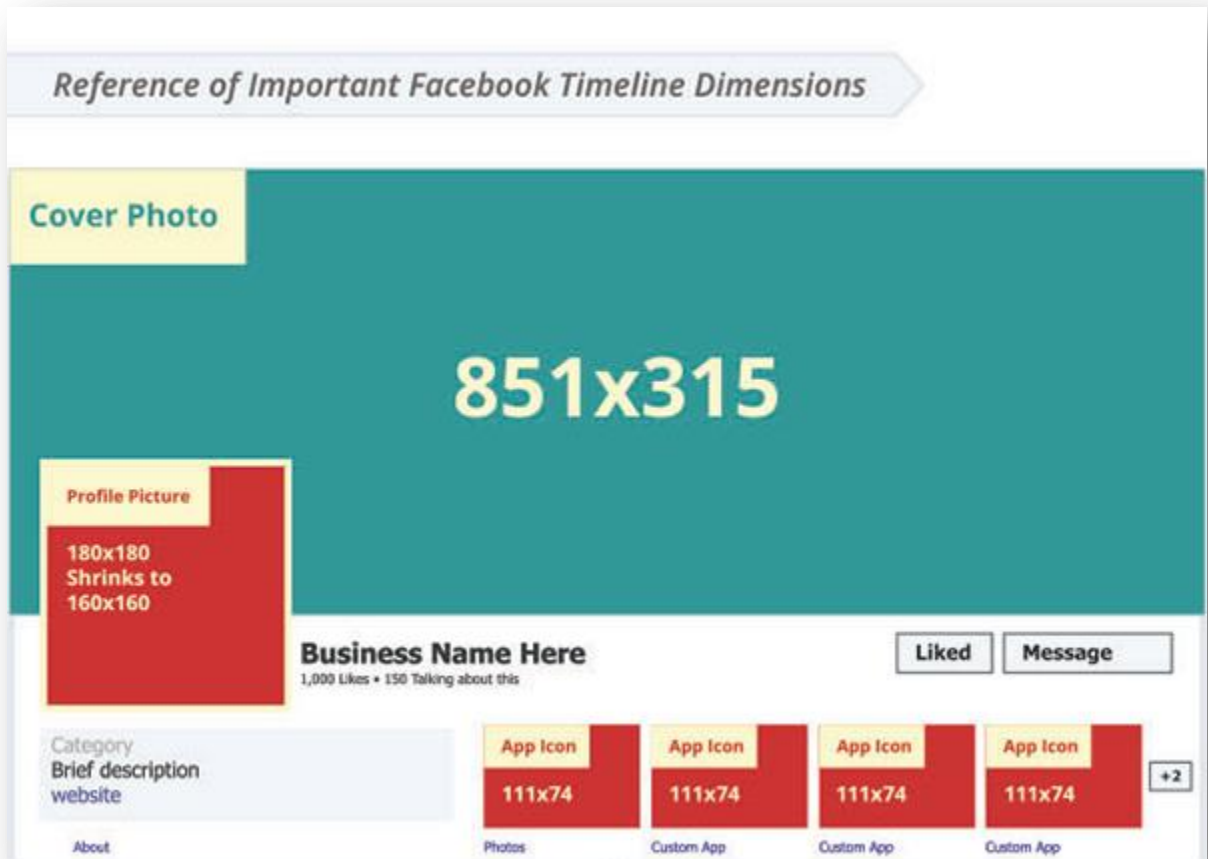 Reference of Important Facebook Timeline Dimensions
Cover Photo
851x315
Profile Picture
180x180
Shrinks to
160x160
Business Name Here
1,000 Likes • 150 Talking about this
Liked
Message
Category
Brief description
website
About
App Icon
111x74
Photos
App Icon
111x74
Custom App
App Icon
111x74
Custom App
App Icon
111x74
Custom App
+2